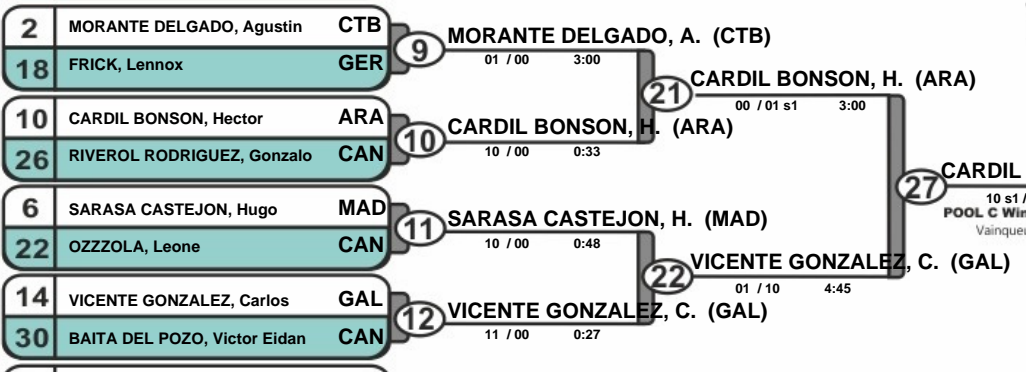 2 MORANTE DELGADO, Agustin CTB
18 FRICK, Lennox GER
9 MORANTE DELGADO, A. (CTB)
01 / 00 3:00
10 CARDIL BONSON, Hector ARA
26 RIVEROL RODRIGUEZ, Gonzalo CAN
10 CARDIL BONSON, H. (ARA)
10 / 00 0:33
21 CARDIL BONSON, H. (ARA)
00 / 01 s1 3:00
6 SARASA CASTEJON, Hugo MAD
22 OZZZOLA, Leone CAN
11 SARASA CASTEJON, H. (MAD)
10 / 00 0:48
14 VICENTE GONZALEZ, Carlos GAL
30 BAITA DEL POZO, Victor Eidan CAN
12 VICENTE GONZALEZ, C. (GAL)
11 / 00 0:27
22 VICENTE GONZALEZ, C. (GAL)
01 / 10 4:45
27 CARDIL
10 s1 /
POOL C Win
Vainqueu